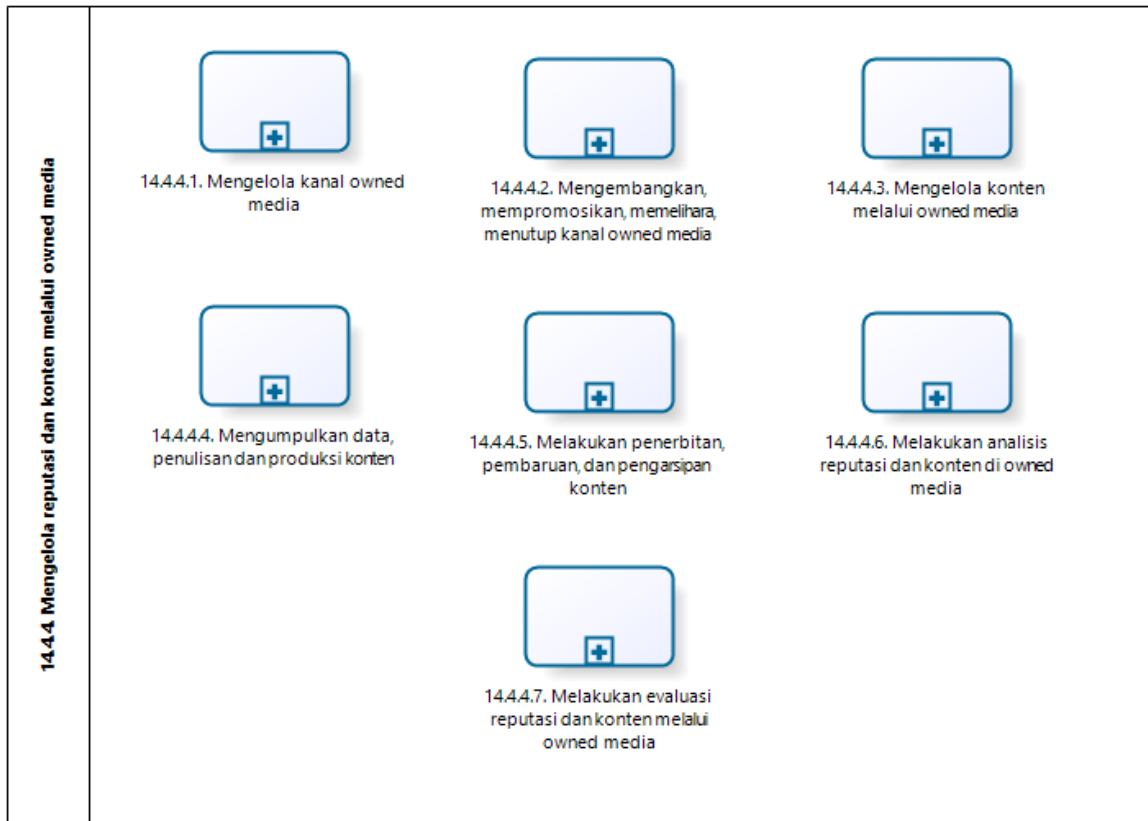 14.4.4. Mengelola reputasi dan konten melalui owned media
14.4.4.1. Mengelola kanal owned
media
14.4.4.2. Mengembangkan,
mempromosikan, memelihara,
menutup kanal owned media
14.4.4.3. Mengelola konten
melalui owned media
14.4.4.4. Mengumpulkan data,
penulisan dan produksi konten
14.4.4.5. Melakukan penerbitan,
pembaruan, dan pengarsipan
konten
14.4.4.6. Melakukan analisis
reputasi dan konten di owned
media
14.4.4.7. Melakukan evaluasi
reputasi dan konten melalui
owned media